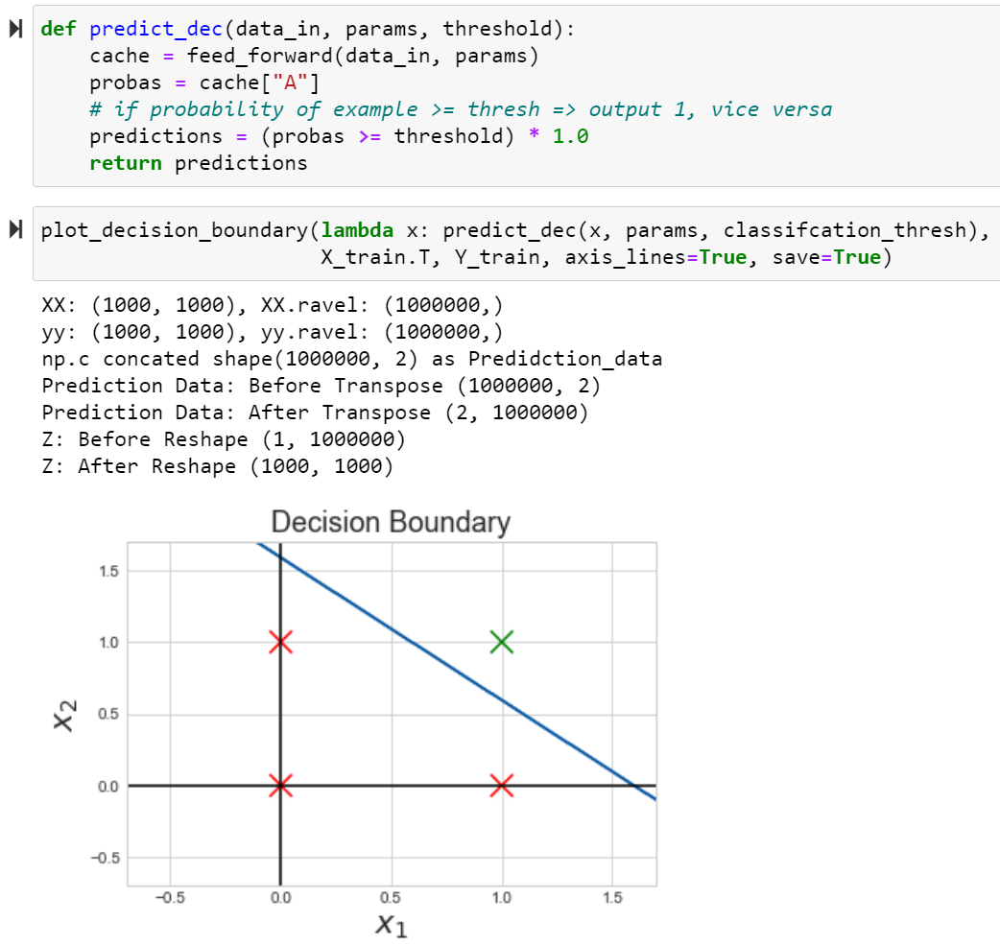 def predict_dec(data_in, params, threshold):
    cache = feed_forward(data_in, params)
    probas = cache["A"]
    # if probability of example >= thresh => output 1, vice versa
    predictions = (probas >= threshold) * 1.0
    return predictions
plot_decision_boundary(lambda x: predict_dec(x, params, classifcation_thresh),
                       X_train.T, Y_train, axis_lines=True, save=True)
XX: (1000, 1000), XX.ravel: (1000000,)
yy: (1000, 1000), yy.ravel: (1000000,)
np.c concated shape(1000000, 2) as Predidction_data
Prediction Data: Before Transpose (1000000, 2)
Prediction Data: After Transpose (2, 1000000)
Z: Before Reshape (1, 1000000)
Z: After Reshape (1000, 1000)
Decision Boundary
1.5
1.0
0.5
0.0
−0.5
x2
−0.5 0.0 0.5 1.0 1.5
x1